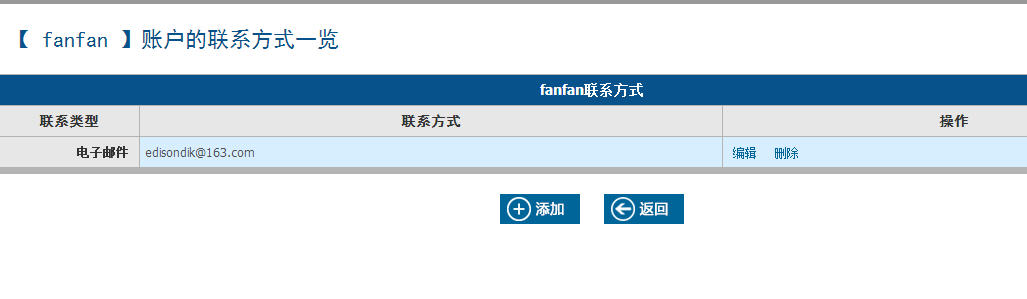 【 fanfan 】账户的联系方式一览
fanfan联系方式
联系类型 联系方式 操作
电子邮件 edisondik@163.com 编辑 删除
添加 返回